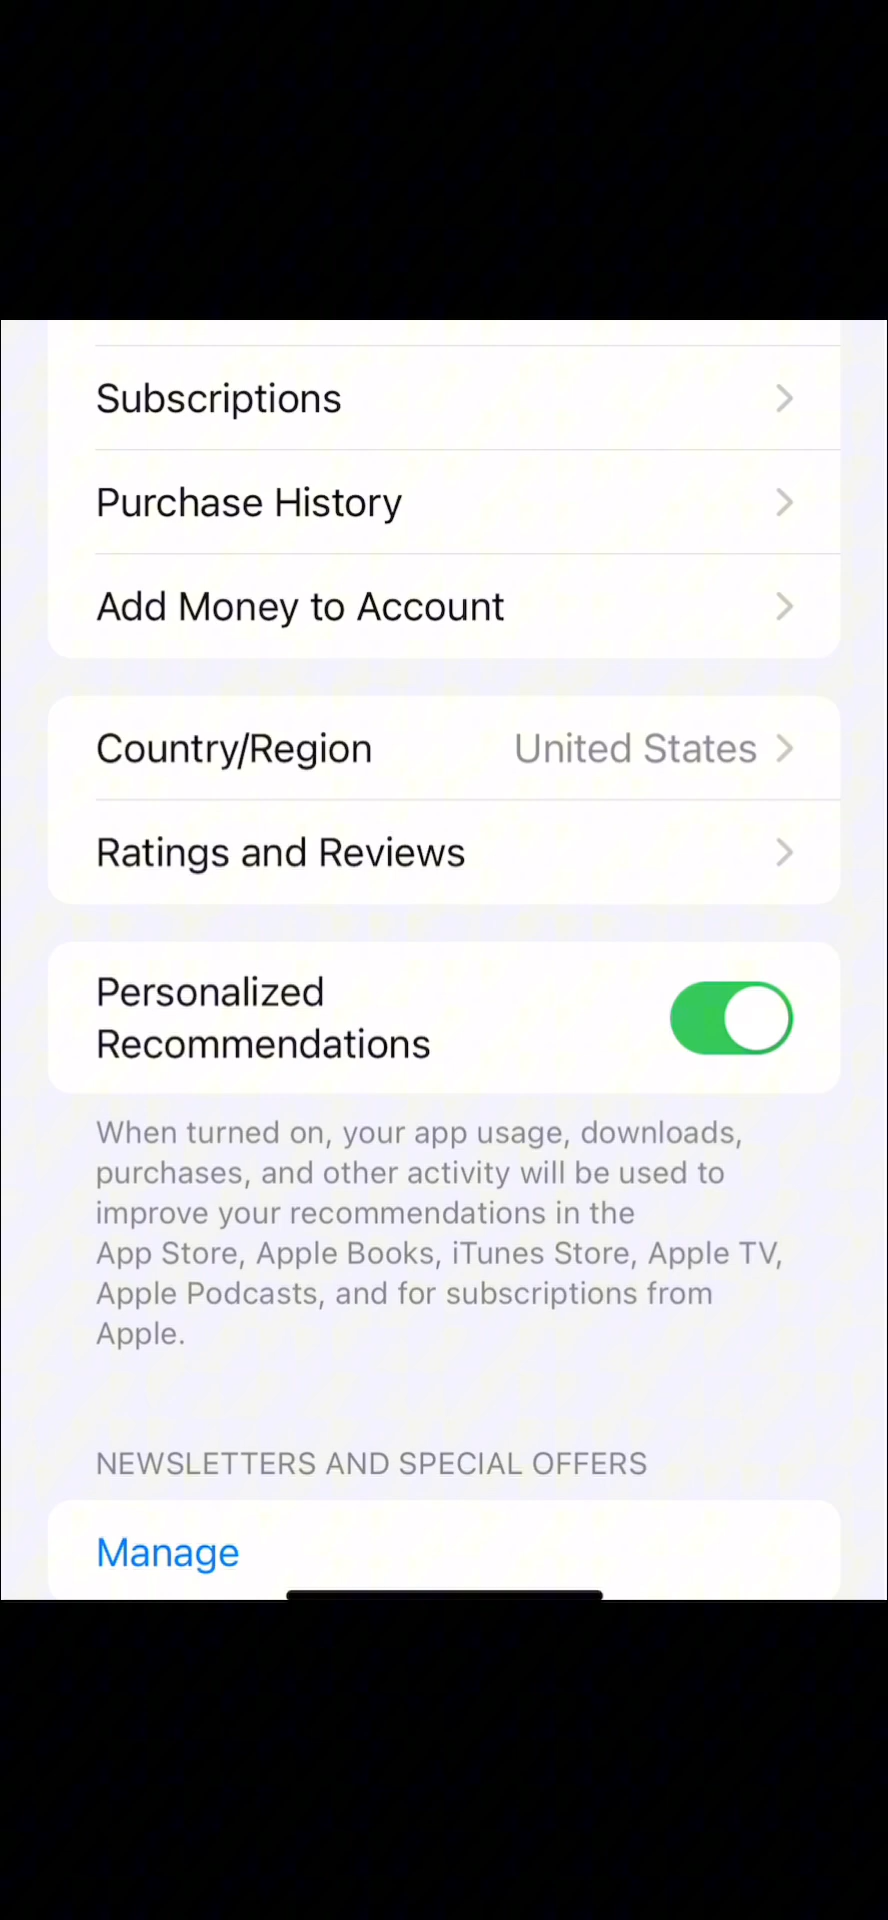 Subscriptions
Purchase History
Add Money to Account
Country/Region United States
Ratings and Reviews
Personalized
Recommendations
When turned on, your app usage, downloads,
purchases, and other activity will be used to
improve your recommendations in the
App Store, Apple Books, iTunes Store, Apple TV,
Apple Podcasts, and for subscriptions from
Apple.
NEWSLETTERS AND SPECIAL OFFERS
Manage